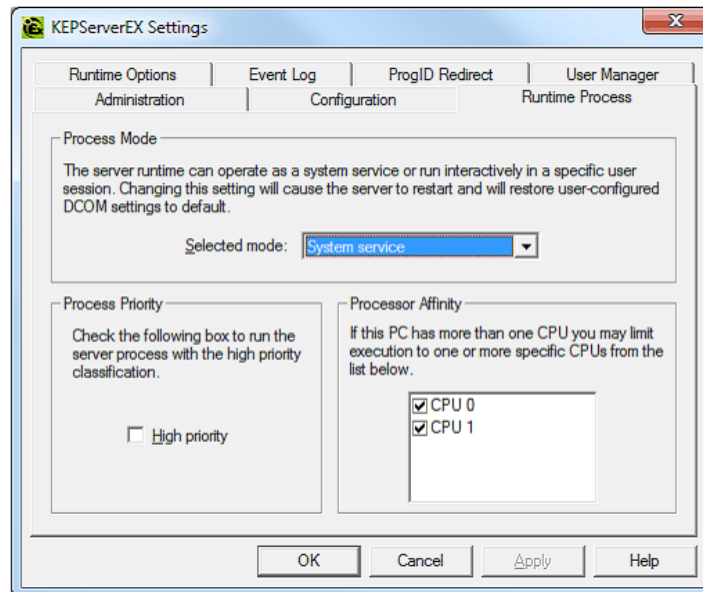 KEPServerEX Settings
Runtime Options
Event Log
ProgID Redirect
User Manager
Administration
Configuration
Runtime Process
Process Mode
The server runtime can operate as a system service or run interactively in a specific user
session. Changing this setting will cause the server to restart and will restore user-configured
DCOM settings to default.
Selected mode: System service
Process Priority
Check the following box to run the
server process with the high priority
classification.
High priority
Processor Affinity
If this PC has more than one CPU you may limit
execution to one or more specific CPUs from the
list below.
CPU 0
CPU 1
OK
Cancel
Apply
Help